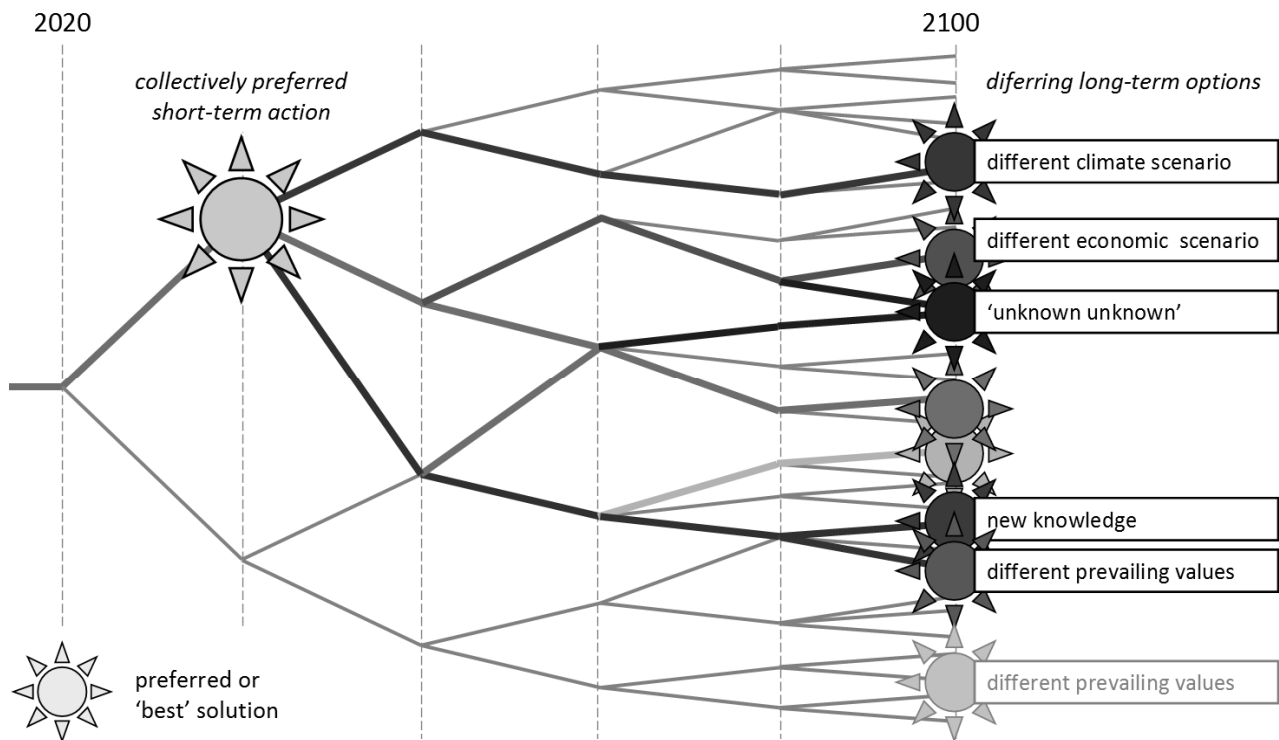 2020
2100
collectively preferred
short-term action
diferring long-term options
different climate scenario
different economic scenario
‘unknown unknown’
new knowledge
different prevailing values
different prevailing values
preferred or
‘best’ solution